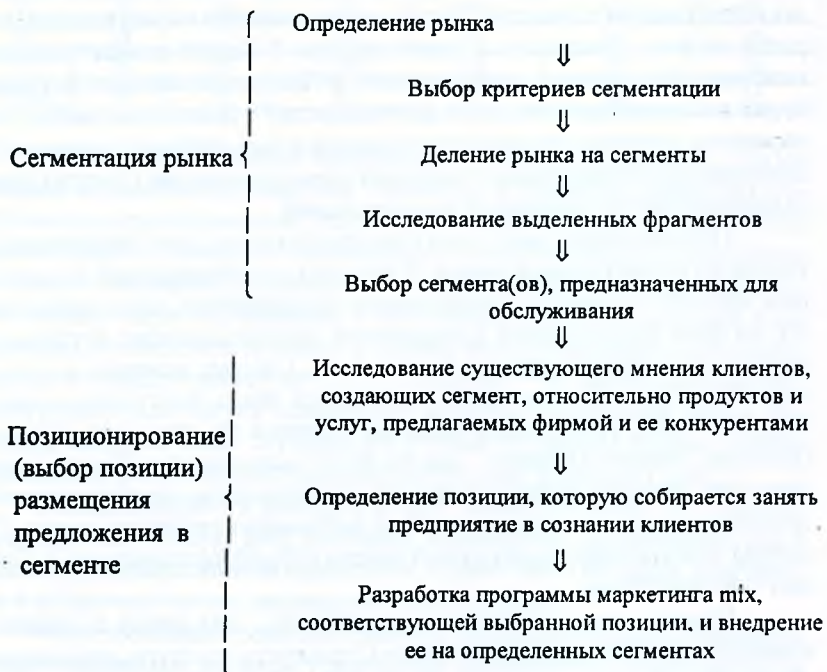 Определение рынка
⇓
Выбор критериев сегментации
⇓
Сегментация рынка
Деление рынка на сегменты
⇓
Исследование выделенных фрагментов
⇓
Выбор сегмента(ов), предназначенных для
обслуживания
⇓
Исследование существующего мнения клиентов,
создающих сегмент, относительно продуктов и
услуг, предлагаемых фирмой и ее конкурентами
⇓
Позиционирование
(выбор позиции)
размещения
предложения в
сегменте
Определение позиции, которую собирается занять
предприятие в сознании клиентов
⇓
Разработка программы маркетинга mix,
соответствующей выбранной позиции, и внедрение
ее на определенных сегментах